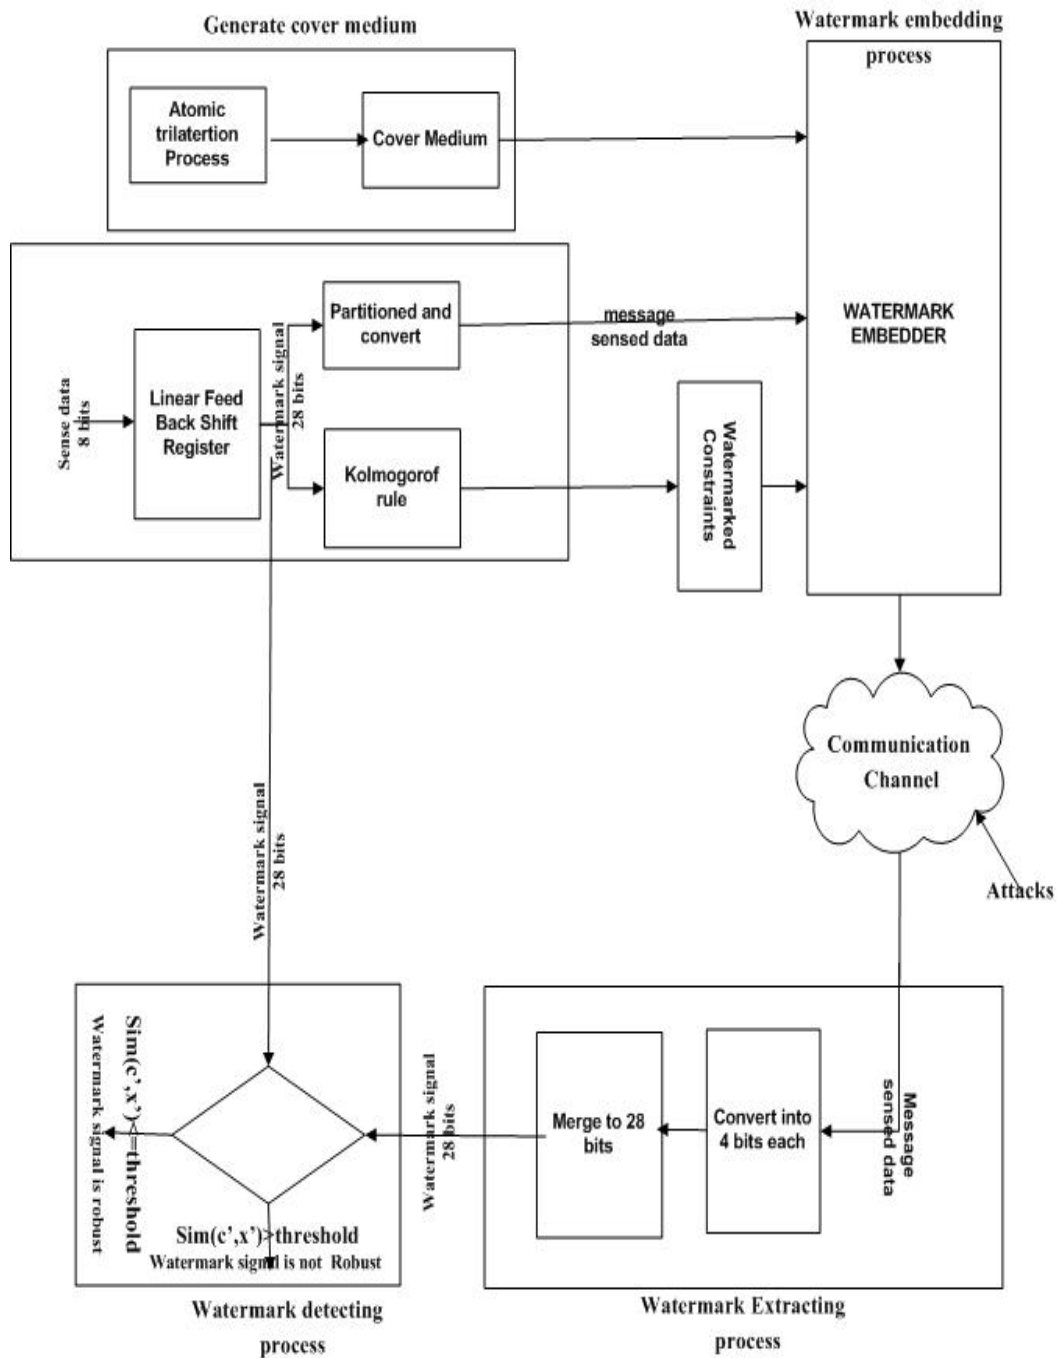 Generate cover medium
Watermark embedding
process
Atomic
trilatertion
Process
Cover Medium
Sense data
8 bits
Linear Feed
Back Shift
Register
Watermark signal
28 bits
Partitioned and
convert
message
sensed data
Kolmogorof
rule
Watermarked
Constraints
WATERMARK
EMBEDDER
Communication
Channel
Attacks
Watermark signal
28 bits
Message
sensed data
Convert into
4 bits each
Merge to 28
bits
Watermark signal
28 bits
Sim(c’,x’)<=threshold
Watermark signal is robust
Sim(c’,x’)>threshold
Watermark signal is not Robust
Watermark detecting
process
Watermark Extracting
process